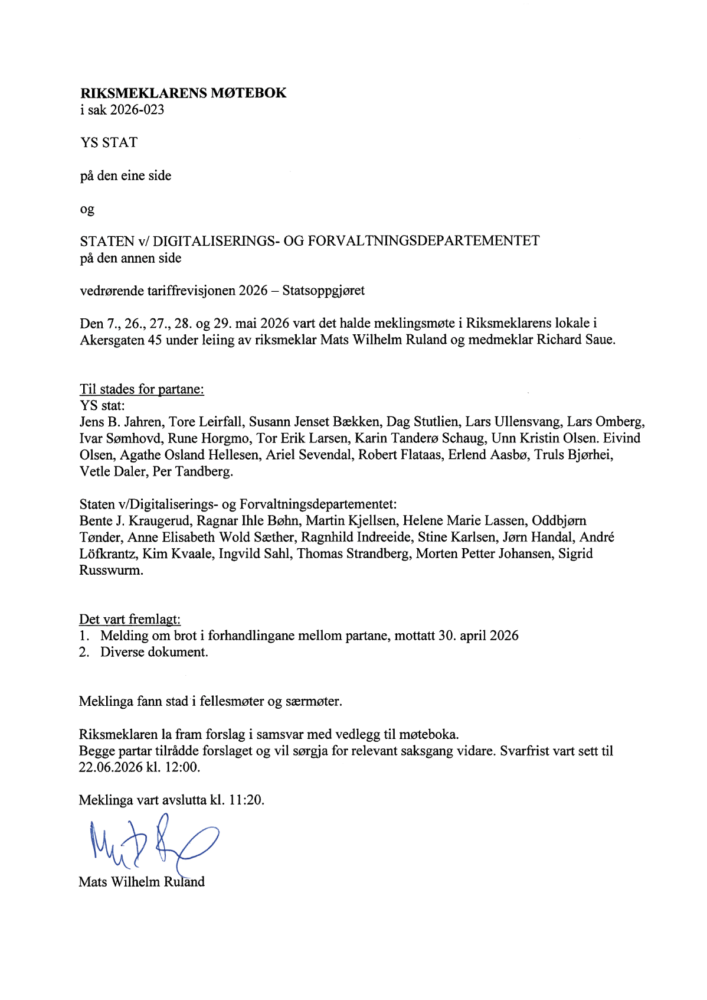 RIKSMEKLARENS MØTEBOK
i sak 2026-023
YS STAT
på den eine side
og
STATEN v/ DIGITALISERINGS- OG FORVALTNINGSDEPARTEMENTET
på den annen side
vedrørende tariffrevisjonen 2026 – Statsoppgjøret
Den 7., 26., 27., 28. og 29. mai 2026 vart det halde meklingsmøte i Riksmeklarens lokale i
Akersgaten 45 under leiing av riksmeklar Mats Wilhelm Ruland og medmeklar Richard Saue.
Til stades for partane:
YS stat:
Jens B. Jahren, Tore Leirfall, Susann Jenset Bækken, Dag Stutlien, Lars Ullensvang, Lars Omberg,
Ivar Sømhovd, Rune Horgmo, Tor Erik Larsen, Karin Tanderø Schaug, Unn Kristin Olsen. Eivind
Olsen, Agathe Osland Hellesen, Ariel Sevendal, Robert Flataas, Erlend Aasbø, Truls Bjørhei,
Vetle Daler, Per Tandberg.
Staten v/Digitaliserings- og Forvaltningsdepartementet:
Bente J. Kraugerud, Ragnar Ihle Bøhn, Martin Kjellsen, Helene Marie Lassen, Oddbjørn
Tønder, Anne Elisabeth Wold Sæther, Ragnhild Indreeide, Stine Karlsen, Jørn Handal, André
Löfkrantz, Kim Kvaale, Ingvild Sahl, Thomas Strandberg, Morten Petter Johansen, Sigrid
Russwurm.
Det vart fremlagt:
1. Melding om brot i forhandlingane mellom partane, mottatt 30. april 2026
2. Diverse dokument.
Meklinga fann stad i fellesmøter og særmøter.
Riksmeklaren la fram forslag i samsvar med vedlegg til møteboka.
Begge partar tilrådde forslaget og vil sørgja for relevant saksgang vidare. Svarfrist vart sett til
22.06.2026 kl. 12:00.
Meklinga vart avslutta kl. 11:20.
Mats Wilhelm Ruland